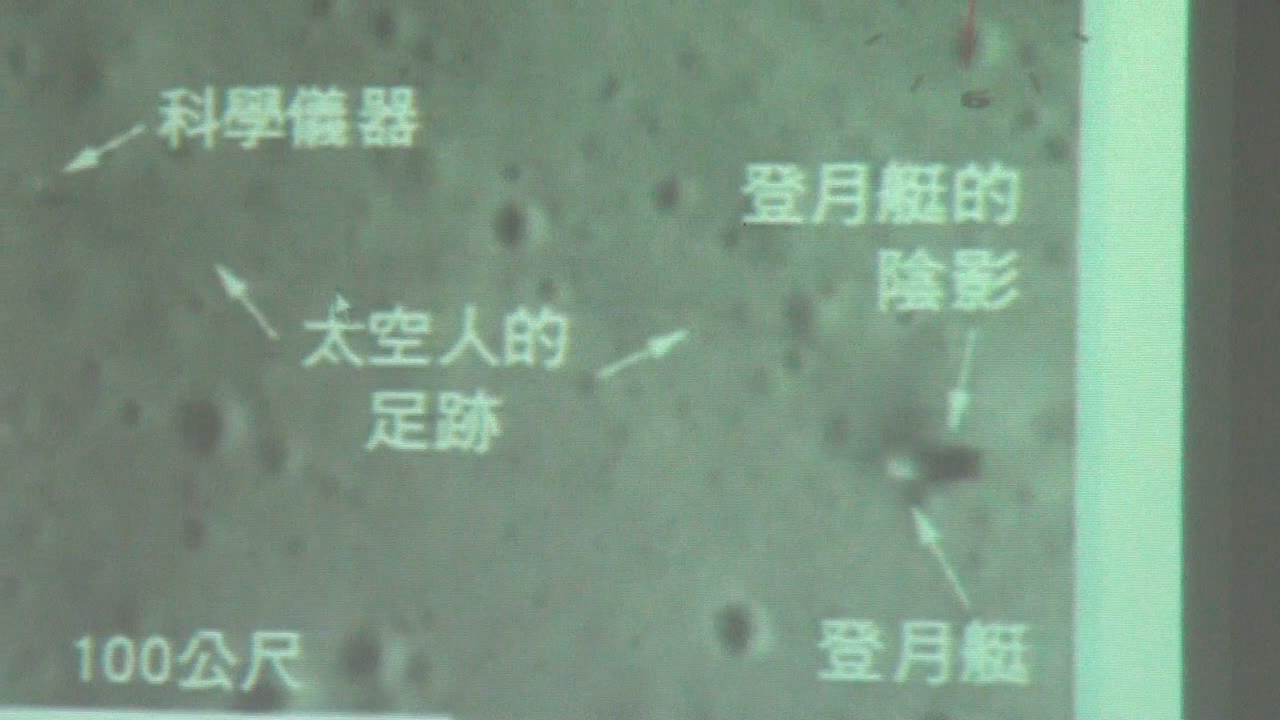 科學儀器
登月艇的
陰影
太空人的
足跡
100公尺
登月艇